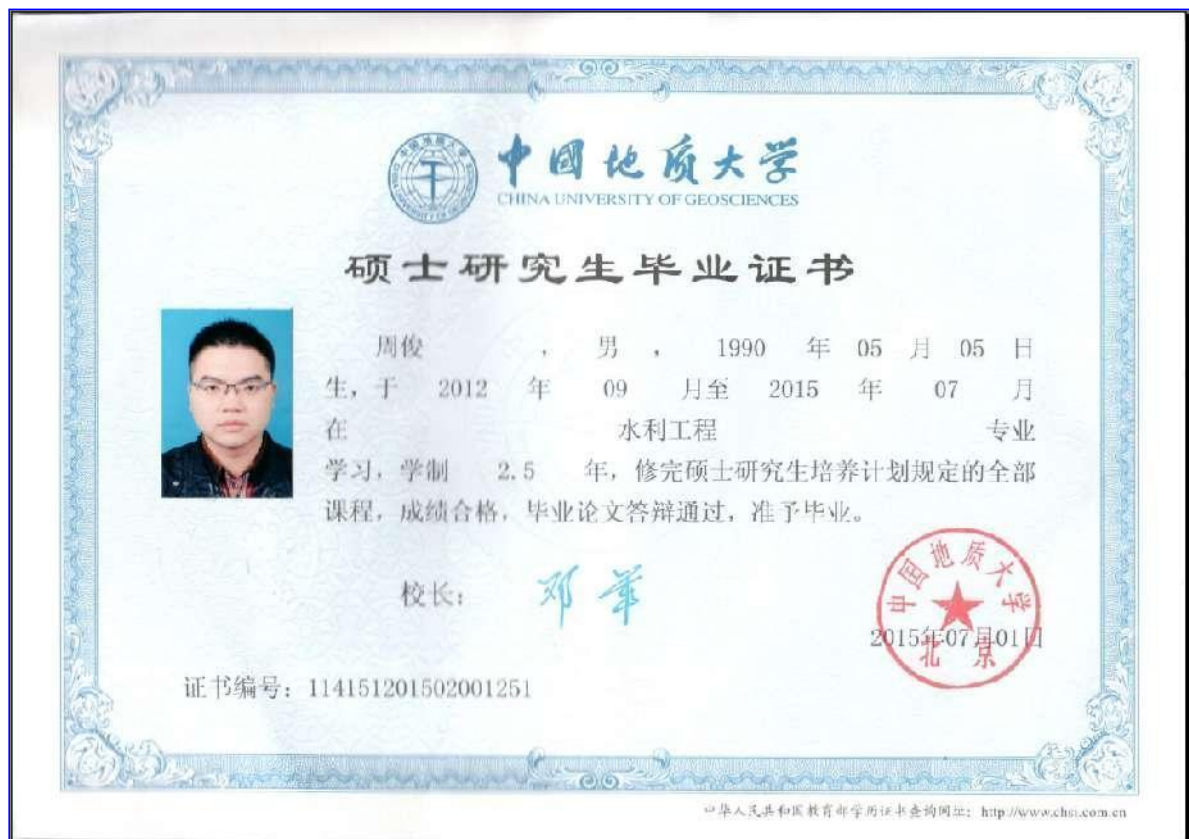 中国地质大学
CHINA UNIVERSITY OF GEOSCIENCES
硕士研究生毕业证书
周俊 , 男 , 1990 年 05 月 05 日
生，于 2012 年 09 月至 2015 年 07 月
在 水利工程 专业
学习，学制 2.5 年，修完硕士研究生培养计划规定的全部
课程，成绩合格，毕业论文答辩通过，准予毕业。
校长： 邓军
中国地质大学
2015年07月01日
北京
证书编号：114151201502001251
中华人民共和国教育部学历证书查询网址：http://www.chsi.com.cn